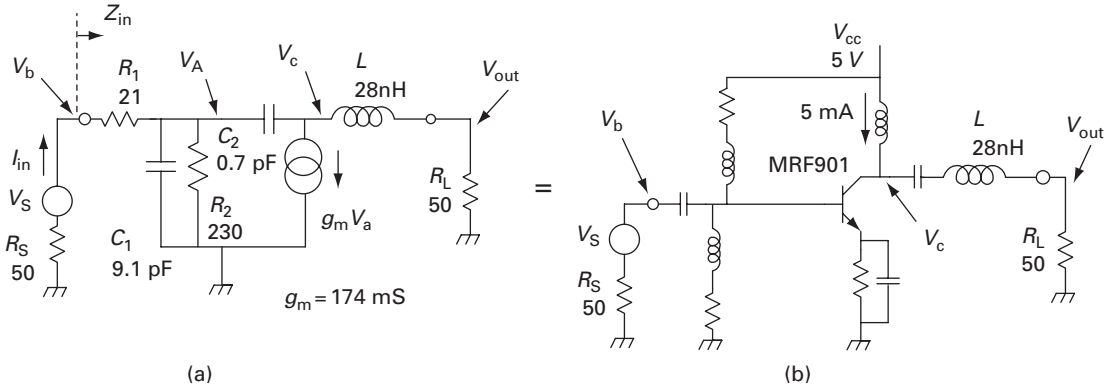 Z_in
V_b
R_1
21
V_A
V_c
L
28nH
V_out
I_in
V_S
R_S
50
C_2
0.7 pF
R_2
230
C_1
9.1 pF
g_mV_a
R_L
50
g_m = 174 mS
(a)
=
V_cc
5 V
5 mA
V_b
MRF901
L
28nH
V_out
V_S
R_S
50
V_c
R_L
50
(b)